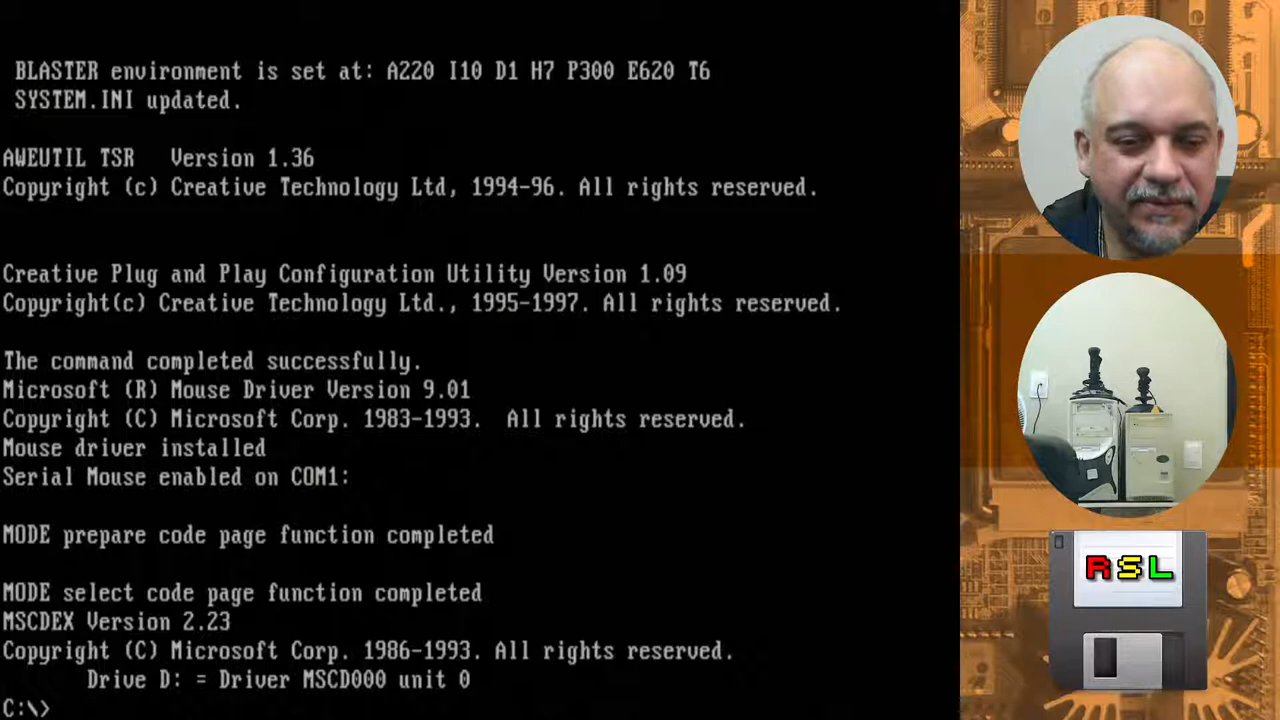 BLASTER environment is set at: A220 I10 D1 H7 P300 E620 T6
SYSTEM.INI updated.
AWEUTIL TSR   Version 1.36
Copyright (c) Creative Technology Ltd, 1994-96. All rights reserved.
Creative Plug and Play Configuration Utility Version 1.09
Copyright(c) Creative Technology Ltd., 1995-1997. All rights reserved.
The command completed successfully.
Microsoft (R) Mouse Driver Version 9.01
Copyright (C) Microsoft Corp. 1983-1993.  All rights reserved.
Mouse driver installed
Serial Mouse enabled on COM1:
MODE prepare code page function completed
MODE select code page function completed
MSCDEX Version 2.23
Copyright (C) Microsoft Corp. 1986-1993. All rights reserved.
Drive D: = Driver MSCD000 unit 0
C:\>
RSL